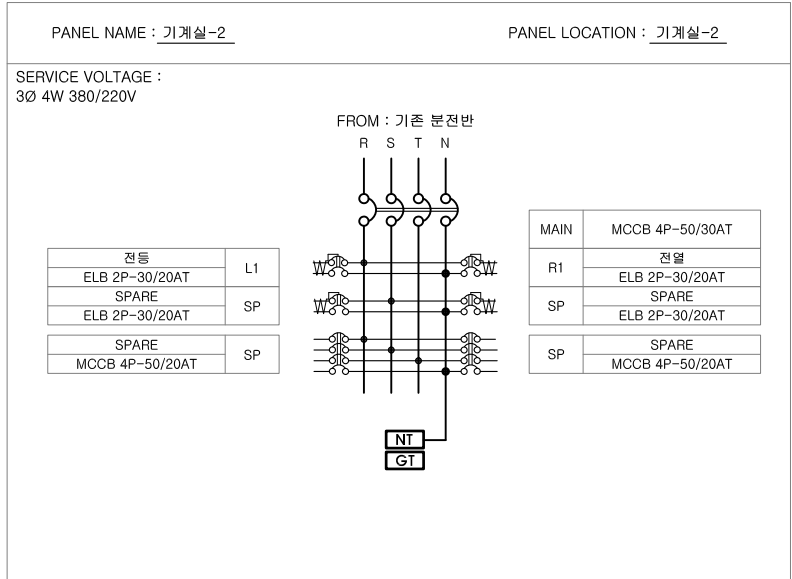 PANEL NAME : 기계실-2
PANEL LOCATION : 기계실-2
SERVICE VOLTAGE :
3Ø 4W 380/220V
FROM : 기존 분전반
R S T N
MAIN MCCB 4P-50/30AT
전등
L1
ELB 2P-30/20AT
SPARE
SP
ELB 2P-30/20AT
SPARE
SP
MCCB 4P-50/20AT
R1
전열
ELB 2P-30/20AT
SP
SPARE
ELB 2P-30/20AT
SP
SPARE
MCCB 4P-50/20AT
NT
GT